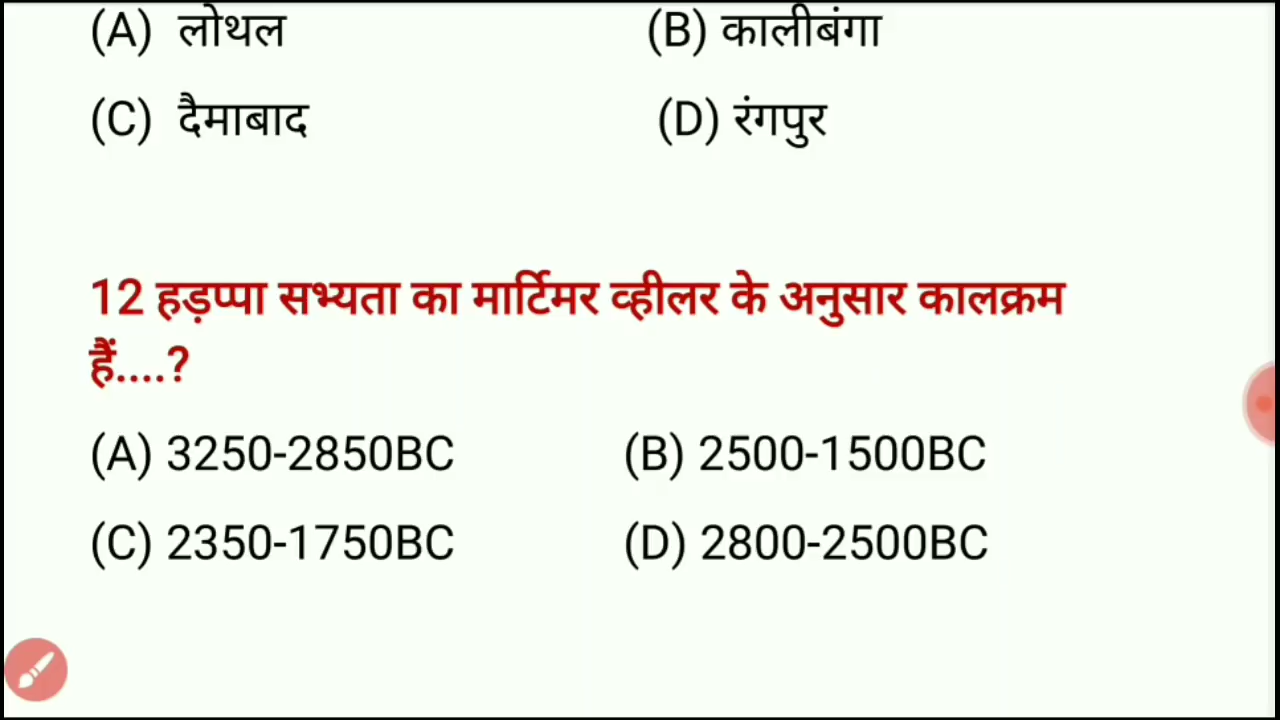 (A) लोथल (B) कालीबंगा
(C) दैमाबाद (D) रंगपुर
12 हड़प्पा सभ्यता का मार्टिमर व्हीलर के अनुसार कालक्रम
हैं....?
(A) 3250-2850BC (B) 2500-1500BC
(C) 2350-1750BC (D) 2800-2500BC